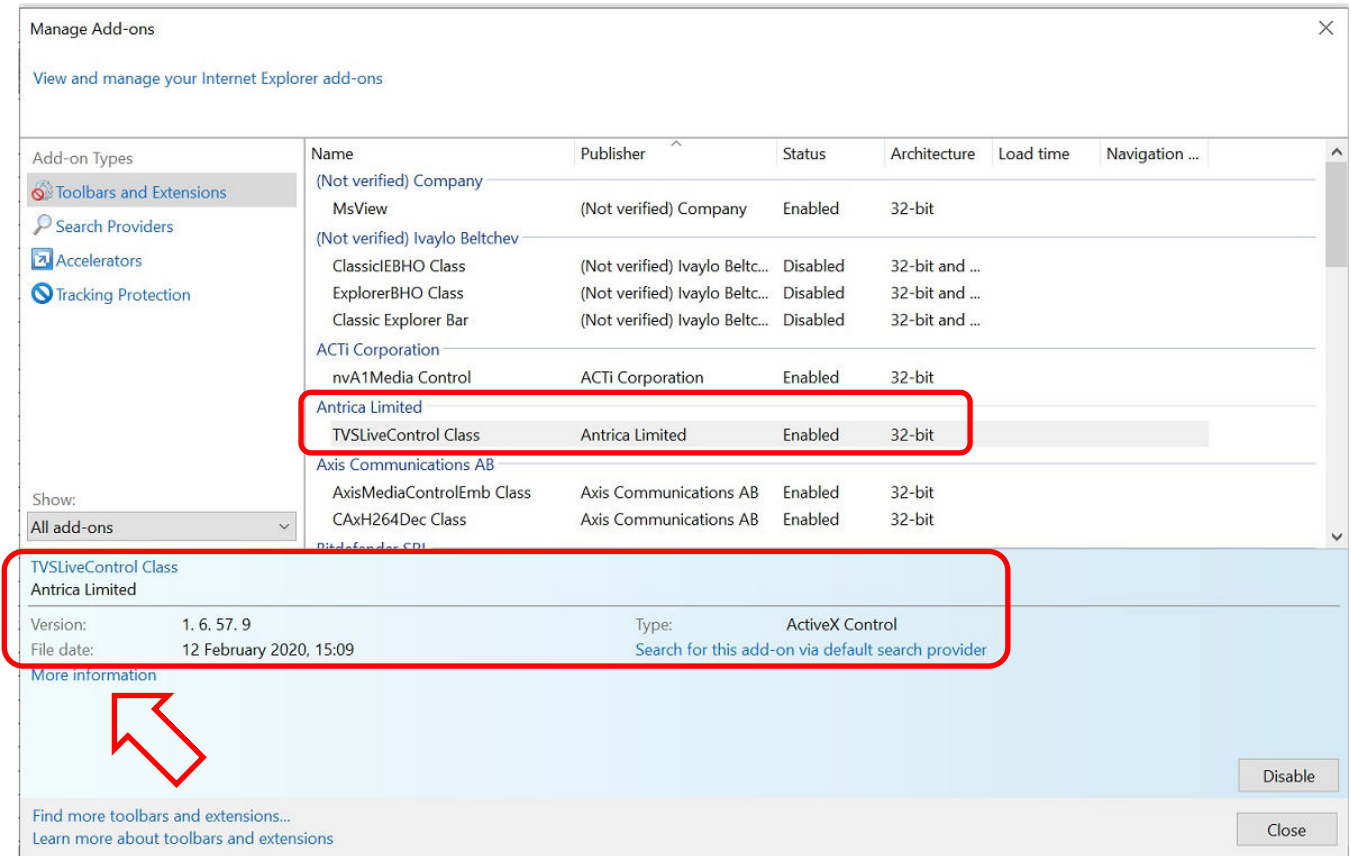 Manage Add-ons
View and manage your Internet Explorer add-ons
Add-on Types
Toolbars and Extensions
Search Providers
Accelerators
Tracking Protection
Show:
All add-ons
Name Publisher Status Architecture Load time Navigation ...
(Not verified) Company
MsView (Not verified) Company Enabled 32-bit
(Not verified) Ivaylo Beltchev
ClassicIEBHO Class (Not verified) Ivaylo Beltc... Disabled 32-bit and ...
ExplorerBHO Class (Not verified) Ivaylo Beltc... Disabled 32-bit and ...
Classic Explorer Bar (Not verified) Ivaylo Beltc... Disabled 32-bit and ...
ACTi Corporation
nvA1Media Control ACTi Corporation Enabled 32-bit
Antrica Limited
TVSLiveControl Class Antrica Limited Enabled 32-bit
Axis Communications AB
AxisMediaControlEmb Class Axis Communications AB Enabled 32-bit
CAxH264Dec Class Axis Communications AB Enabled 32-bit
Bitdefender SRL
TVSLiveControl Class
Antrica Limited
Version: 1. 6. 57. 9 Type: ActiveX Control
File date: 12 February 2020, 15:09 Search for this add-on via default search provider
More information
Disable
Find more toolbars and extensions...
Learn more about toolbars and extensions
Close